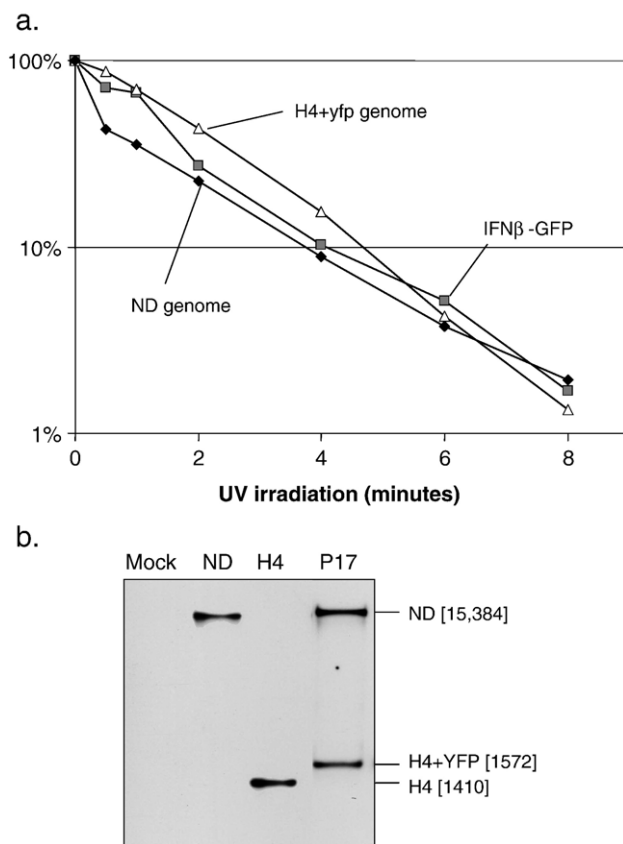 a.
100%
H4+yfp genome
IFNβ -GFP
10%
ND genome
1%
0 2 4 6 8
UV irradiation (minutes)
b.
Mock ND H4 P17
ND [15,384]
H4+YFP [1572]
H4 [1410]